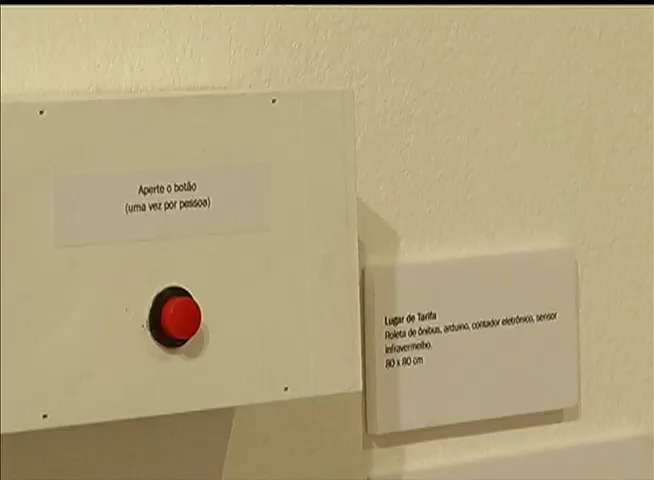 Aperte o botão
(uma vez por pessoa)
Lugar de Tarifa
Roleta de ônibus, arduino, contador eletrônico, sensor
infravermelho.
80 x 80 cm